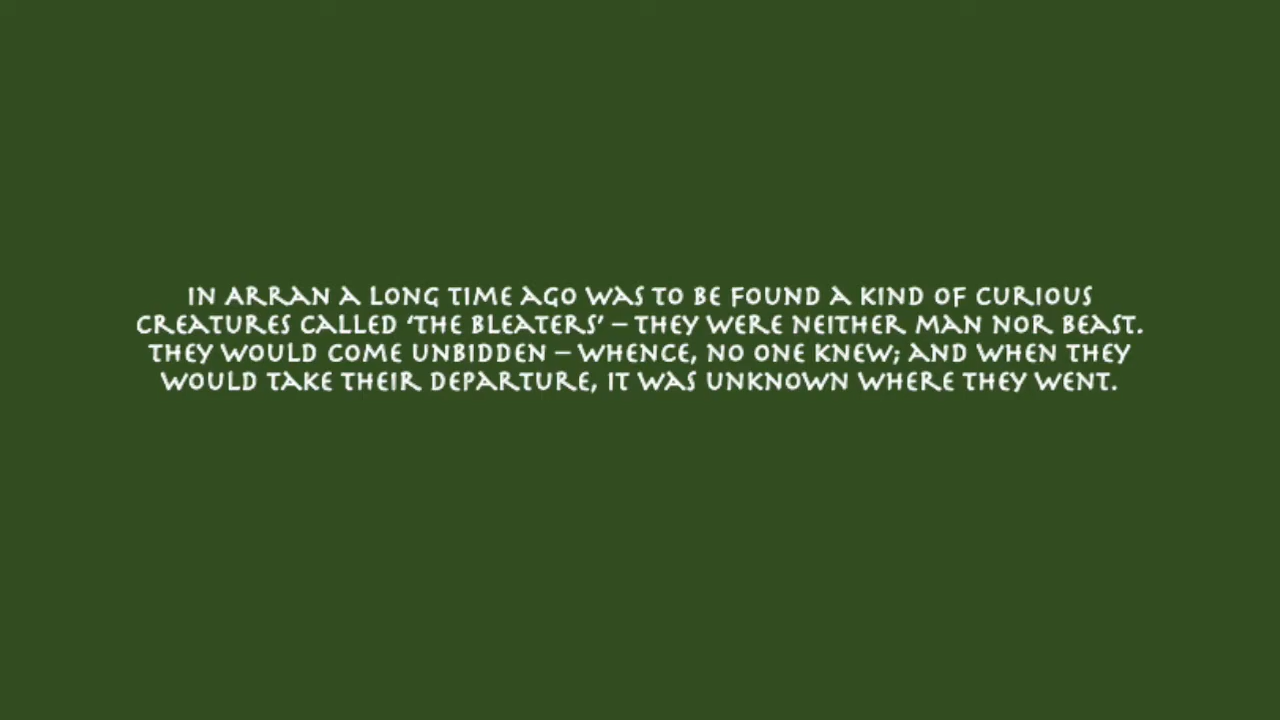 IN ARRAN A LONG TIME AGO WAS TO BE FOUND A KIND OF CURIOUS
CREATURES CALLED ‘THE BLEATERS’ – THEY WERE NEITHER MAN NOR BEAST.
THEY WOULD COME UNBIDDEN – WHENCE, NO ONE KNEW; AND WHEN THEY
WOULD TAKE THEIR DEPARTURE, IT WAS UNKNOWN WHERE THEY WENT.